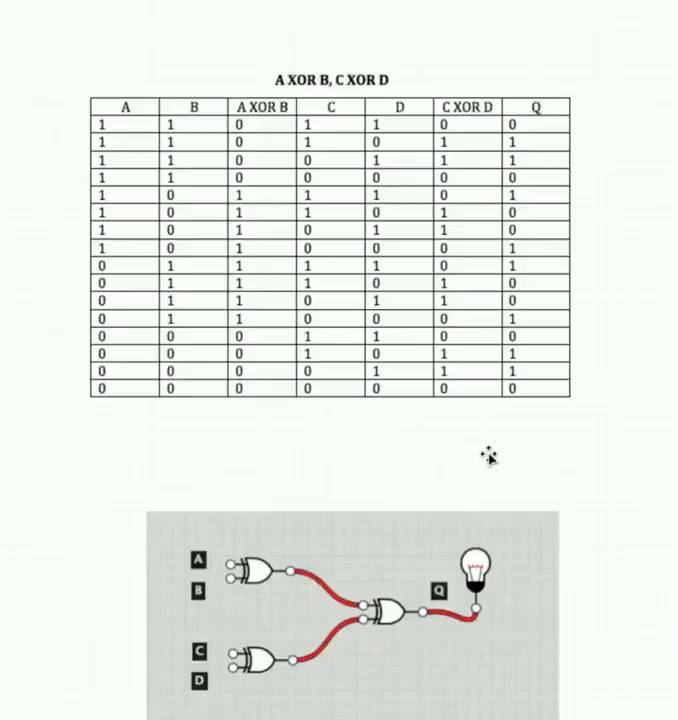 A XOR B, C XOR D
A B A XOR B C D C XOR D Q
1 1 0 1 1 0 0
1 1 0 1 0 1 1
1 1 0 0 1 1 1
1 1 0 0 0 0 0
1 0 1 1 1 0 1
1 0 1 1 0 1 0
1 0 1 0 1 1 0
1 0 1 0 0 0 1
0 1 1 1 1 0 1
0 1 1 1 0 1 0
0 1 1 0 1 1 0
0 1 1 0 0 0 1
0 0 0 1 1 0 0
0 0 0 1 0 1 1
0 0 0 0 1 1 1
0 0 0 0 0 0 0
A
B
Q
C
D